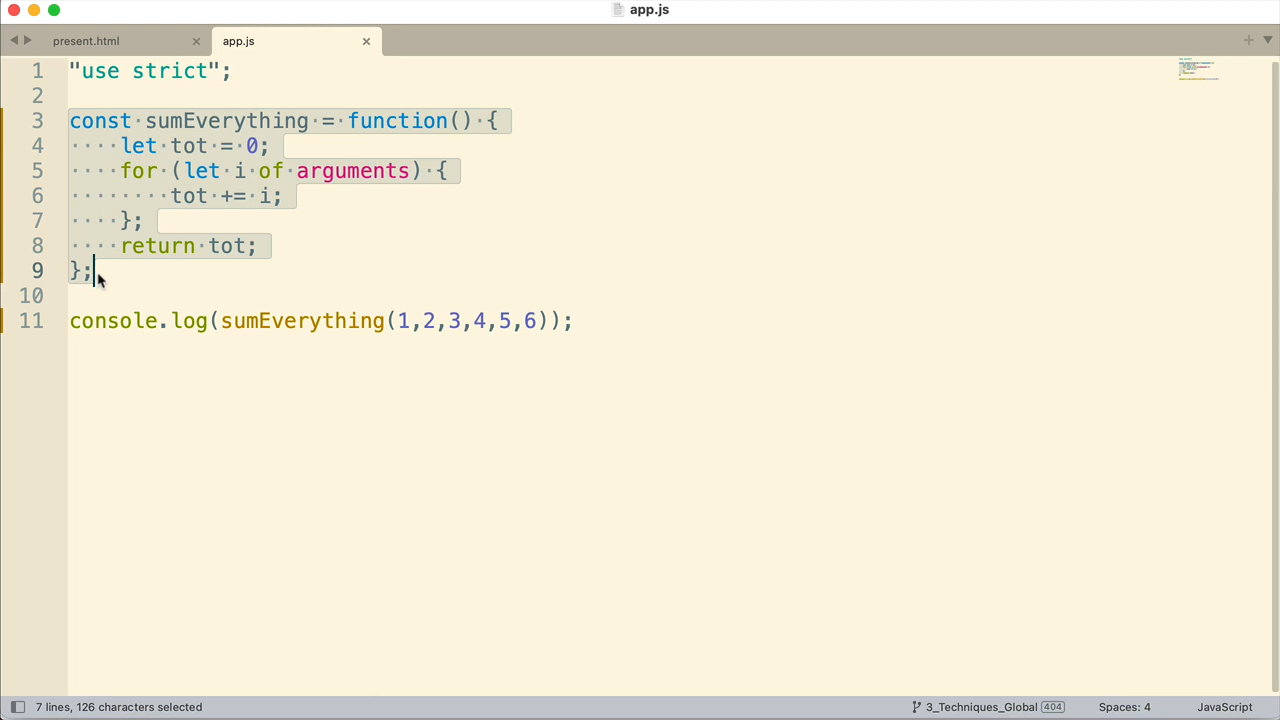 app.js
present.html
app.js
1 "use strict";
2
3 const sumEverything = function() {
4     let tot = 0;
5     for (let i of arguments) {
6         tot += i;
7     };
8     return tot;
9 };
10
11 console.log(sumEverything(1,2,3,4,5,6));
7 lines, 126 characters selected 3_Techniques_Global 404 Spaces: 4 JavaScript